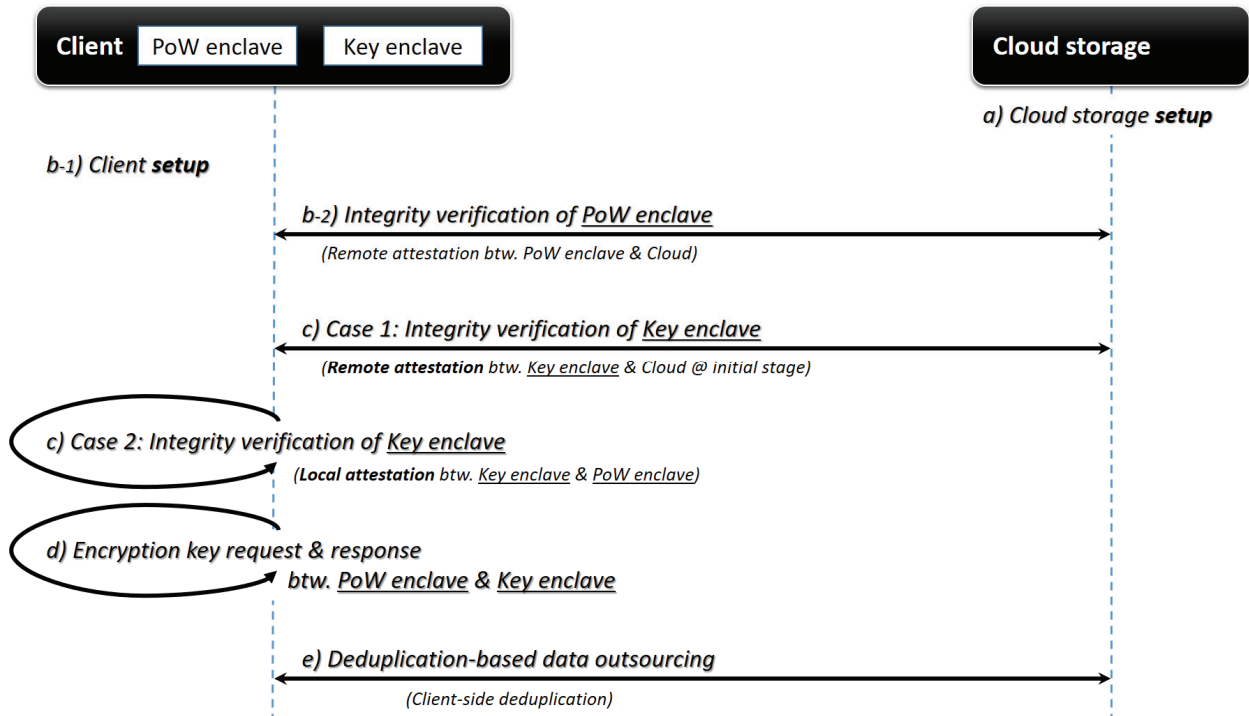 Client PoW enclave Key enclave
Cloud storage
a) Cloud storage setup
b-1) Client setup
b-2) Integrity verification of PoW enclave
(Remote attestation btw. PoW enclave & Cloud)
c) Case 1: Integrity verification of Key enclave
(Remote attestation btw. Key enclave & Cloud @ initial stage)
c) Case 2: Integrity verification of Key enclave
(Local attestation btw. Key enclave & PoW enclave)
d) Encryption key request & response
btw. PoW enclave & Key enclave
e) Deduplication-based data outsourcing
(Client-side deduplication)